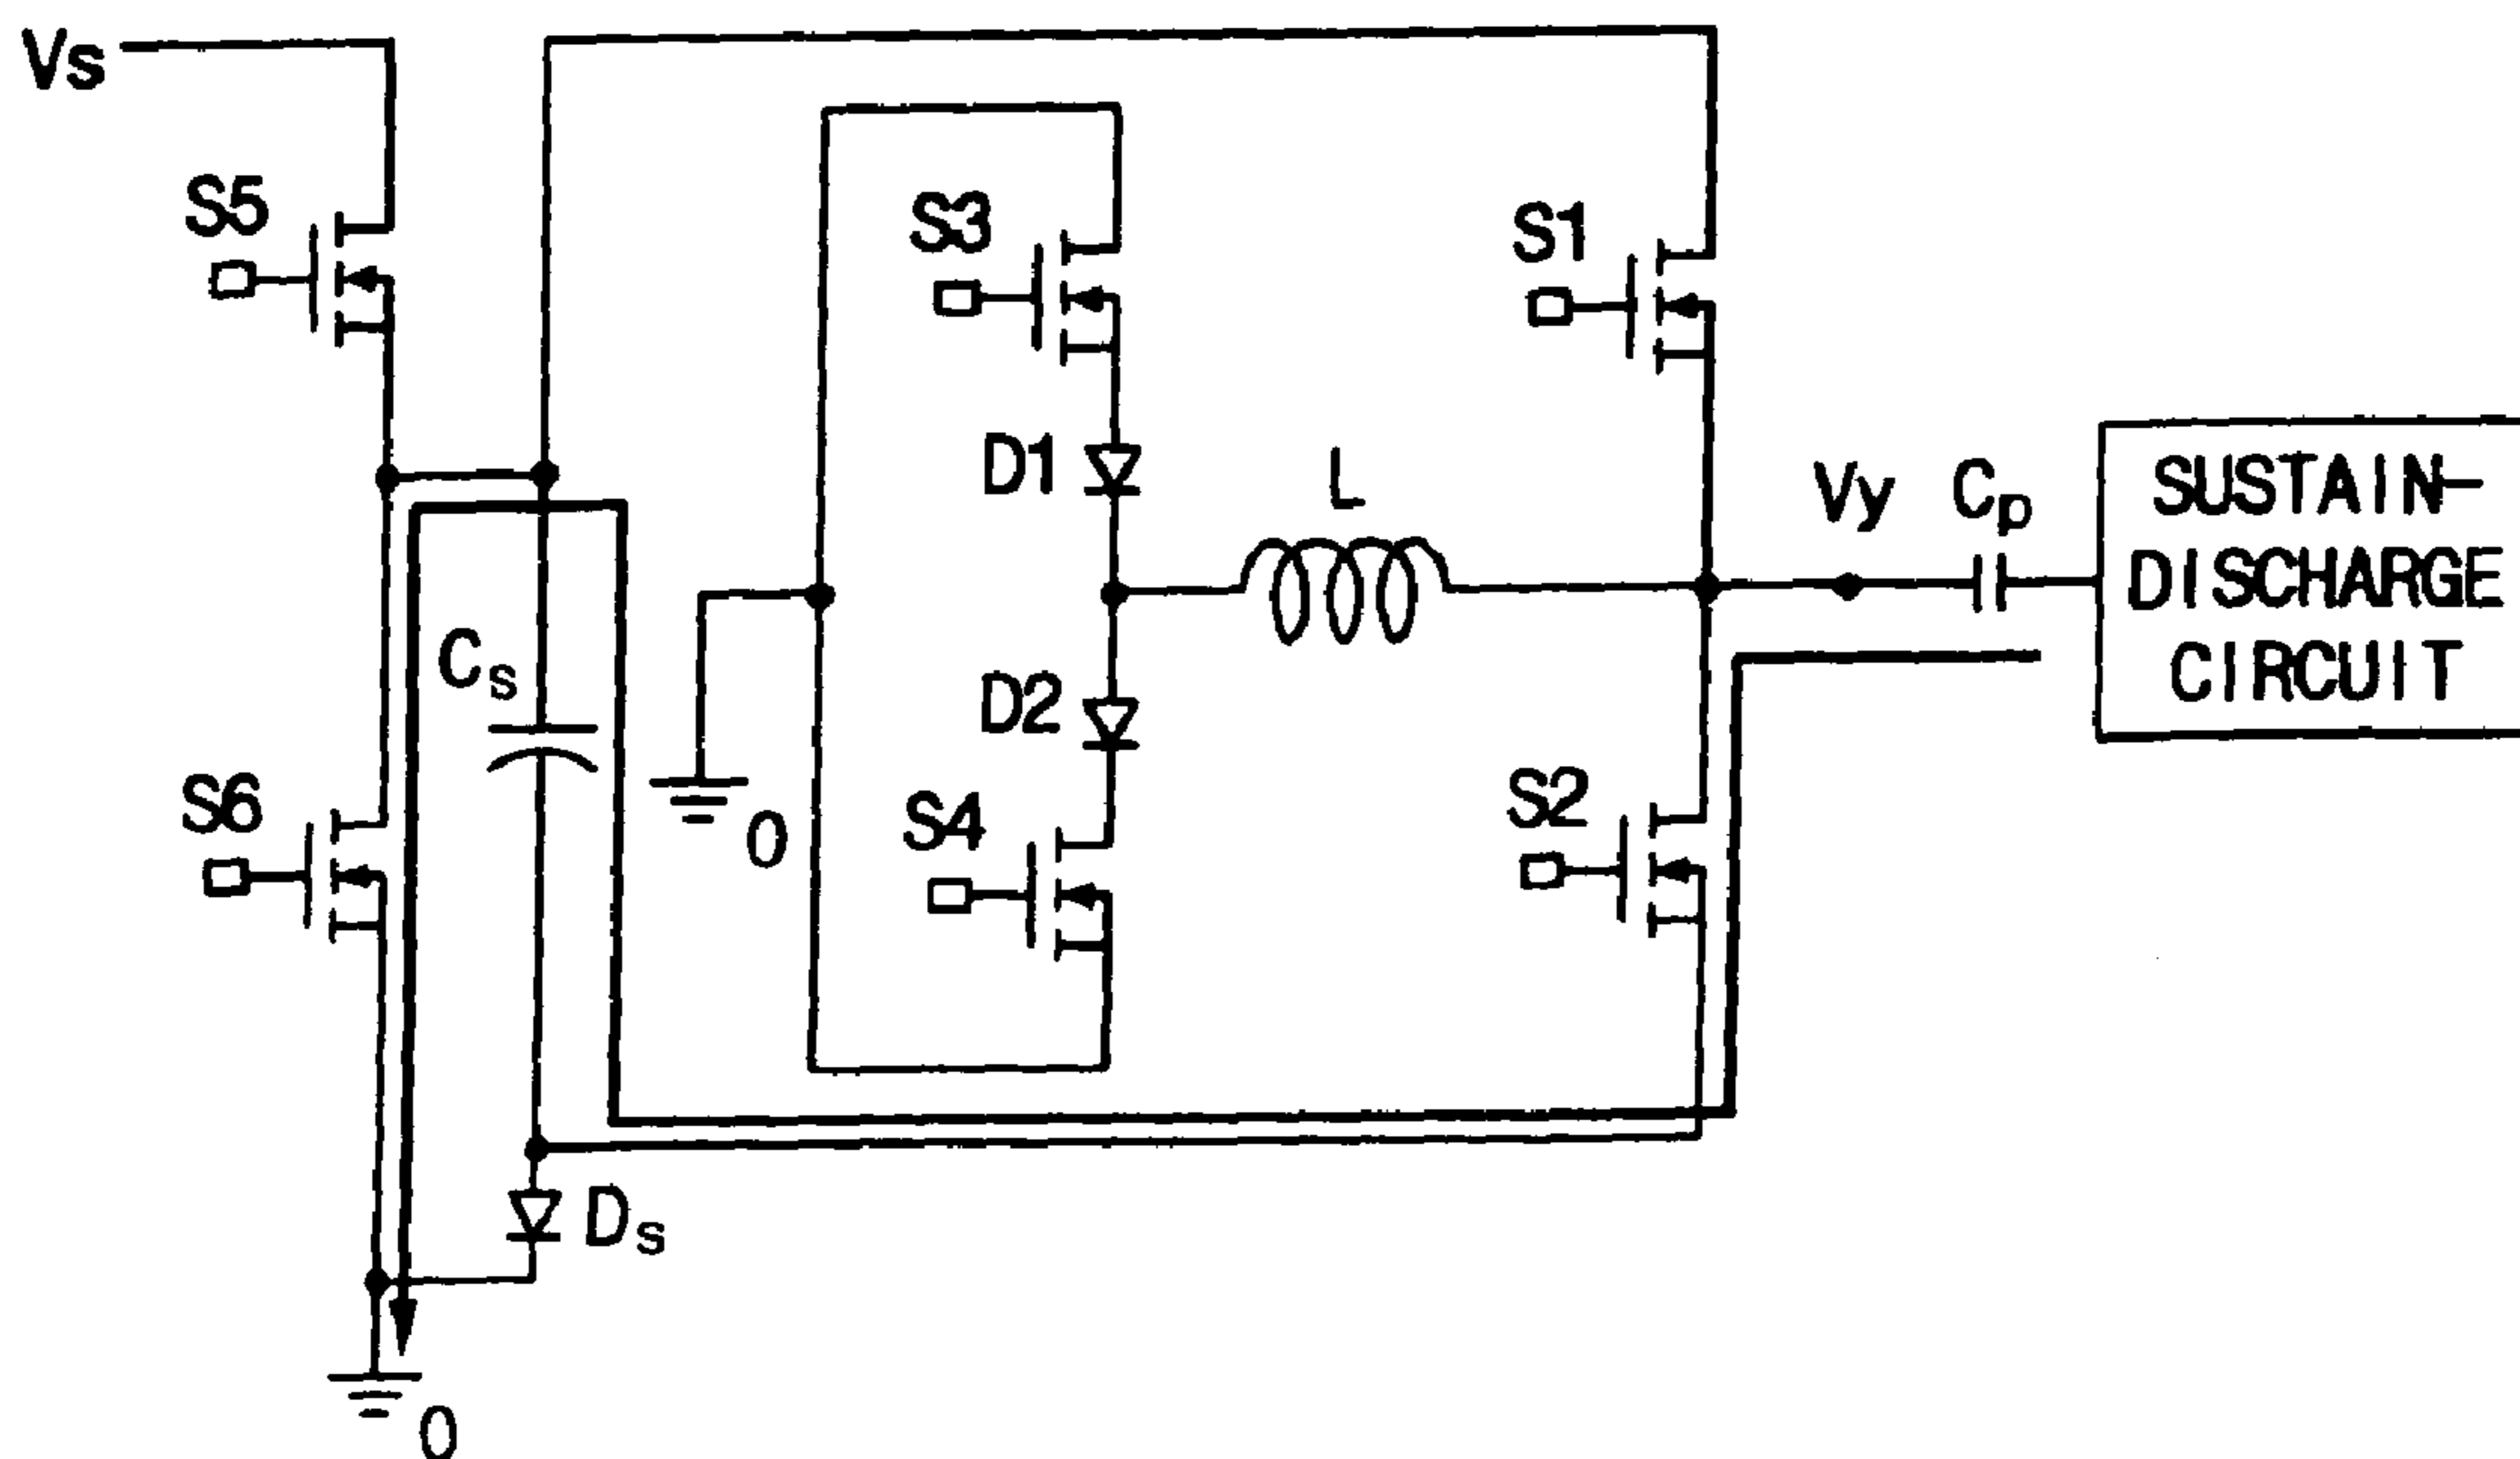 Vs
S5
S3
S1
D1
L
Vy
Cp
SUSTAIN-
DISCHARGE
CIRCUIT
Cs
D2
S6
S4
S2
0
Ds
0